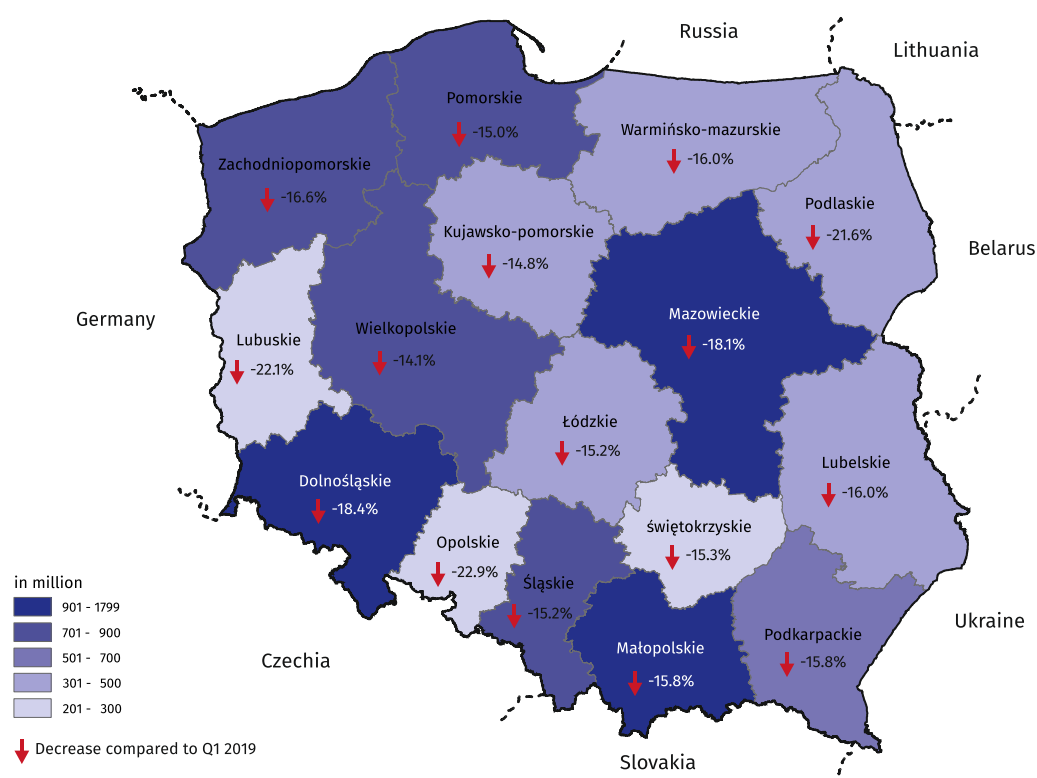 Russia
Lithuania
Pomorskie
-15.0%
Warmińsko-mazurskie
-16.0%
Zachodniopomorskie
-16.6%
Podlaskie
-21.6%
Kujawsko-pomorskie
-14.8%
Belarus
Germany
Mazowieckie
-18.1%
Wielkopolskie
-14.1%
Lubuskie
-22.1%
Łódzkie
-15.2%
Lubelskie
-16.0%
Dolnośląskie
-18.4%
świętokrzyskie
-15.3%
Opolskie
-22.9%
Śląskie
-15.2%
in million
901 - 1799
701 - 900
501 - 700
301 - 500
201 - 300
Ukraine
Podkarpackie
-15.8%
Małopolskie
-15.8%
Czechia
Decrease compared to Q1 2019
Slovakia